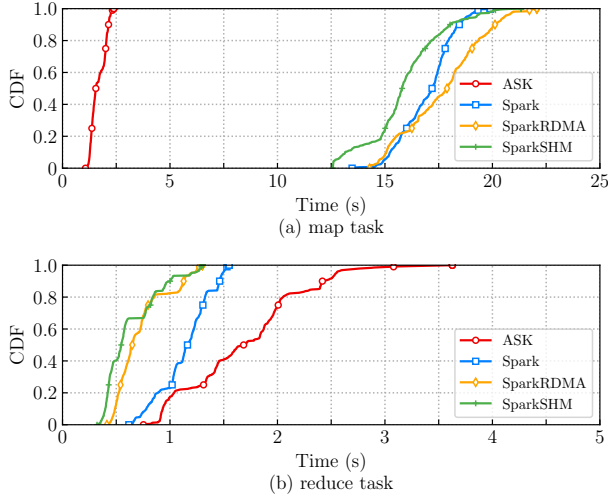 1.0
0.8
0.6
0.4
0.2
0
CDF
ASK
Spark
SparkRDMA
SparkSHM
0 5 10 15 20 25
Time (s)
(a) map task
1.0
0.8
0.6
0.4
0.2
0
CDF
ASK
Spark
SparkRDMA
SparkSHM
0 1 2 3 4 5
Time (s)
(b) reduce task